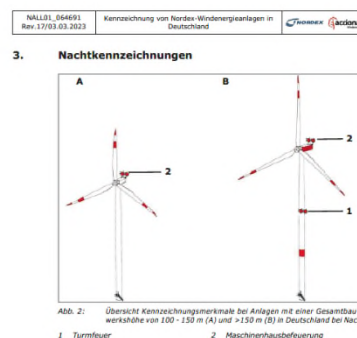 NALL01_064691
Rev.17/03.03.2023
Kennzeichnung von Nordex-Windenergieanlagen in
Deutschland
NORDEX
acciona
3. Nachtkennzeichnungen
A
B
2
2
1
Abb. 2: Übersicht Kennzeichnungsmerkmale bei Anlagen mit einer Gesamtbau
werkshöhe von 100 - 150 m (A) und >150 m (B) in Deutschland bei Nac
1 Turmfeuer 2 Maschinenhausbefeuerung